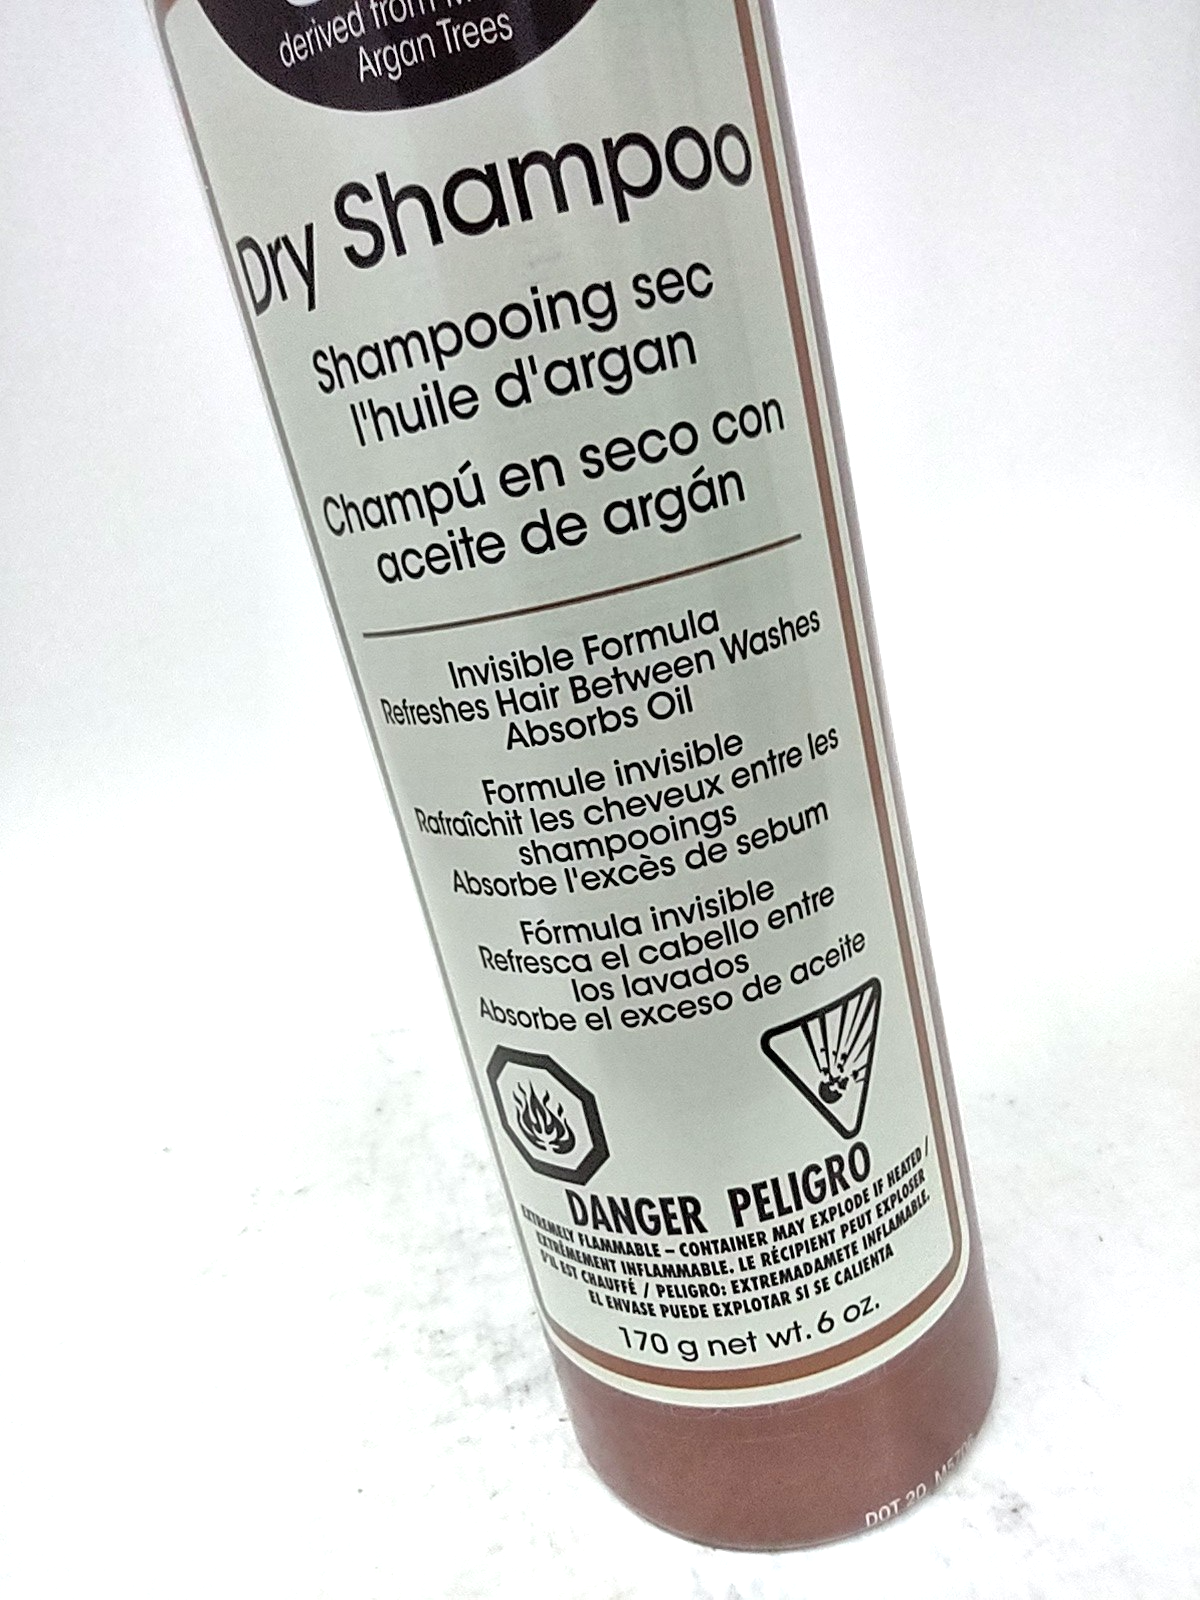 derived from
Argan Trees
Dry Shampoo
Shampooing sec
l'huile d'argan
Champú en seco con
aceite de argán
Invisible Formula
Refreshes Hair Between Washes
Absorbs Oil
Formule invisible
Rafraîchit les cheveux entre les
shampooings
Absorbe l'excès de sebum
Fórmula invisible
Refresca el cabello entre
los lavados
Absorbe el exceso de aceite
DANGER PELIGRO
EXTREMELY FLAMMABLE – CONTAINER MAY EXPLODE IF HEATED /
EXTRÊMEMENT INFLAMMABLE. LE RÉCIPIENT PEUT EXPLOSER
S'IL EST CHAUFFÉ / PELIGRO: EXTREMADAMETE INFLAMABLE.
EL ENVASE PUEDE EXPLOTAR SI SE CALIENTA
170 g net wt. 6 oz.
DOT 20